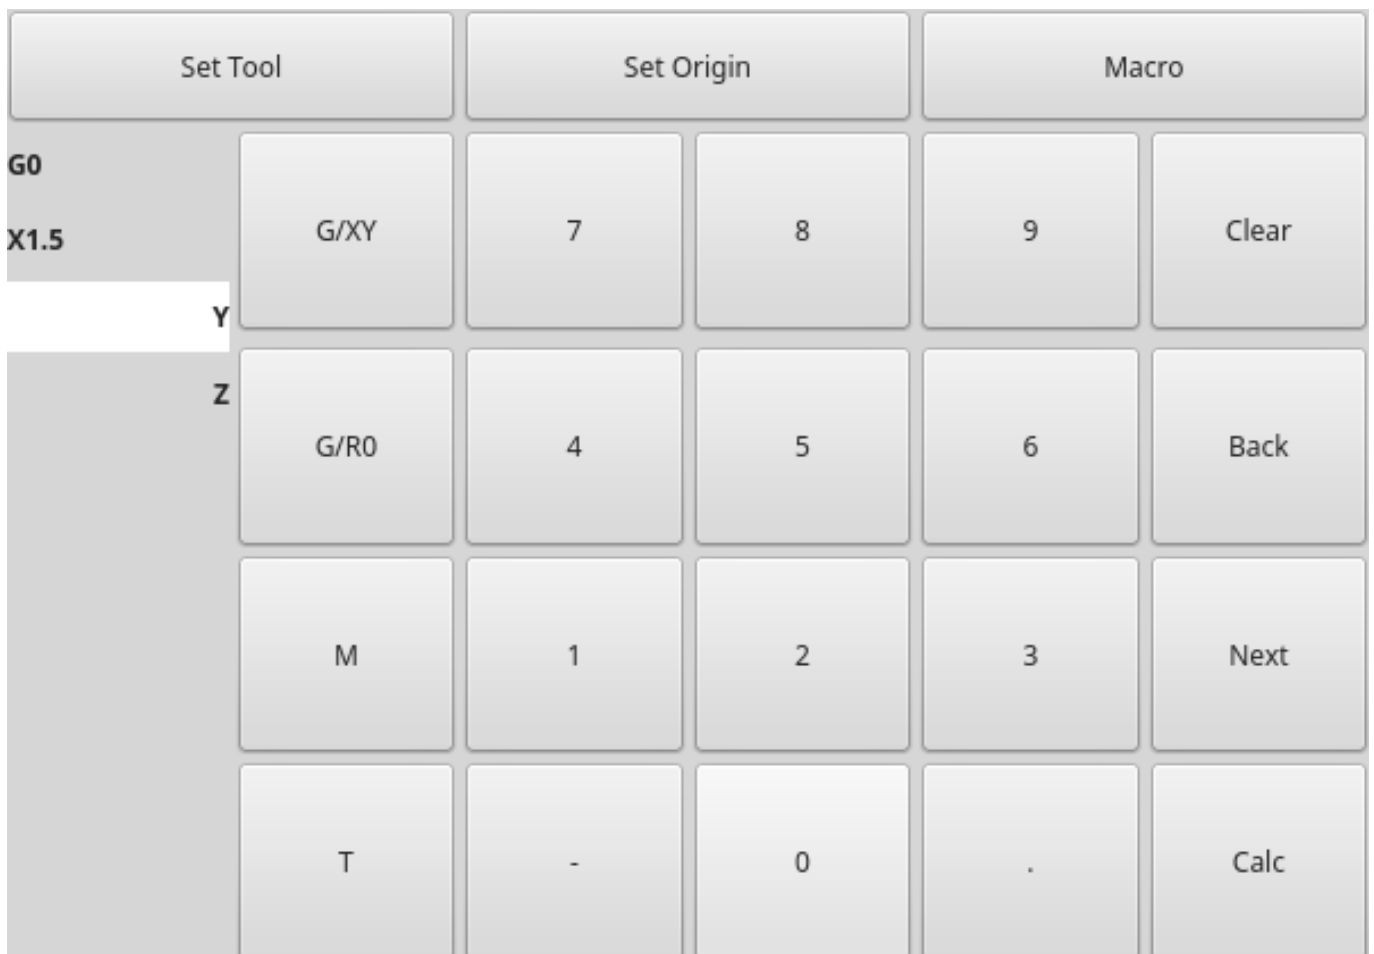 Set Tool Set Origin Macro
G0
X1.5
Y
Z
G/XY 7 8 9 Clear
G/R0 4 5 6 Back
M 1 2 3 Next
T - 0 . Calc